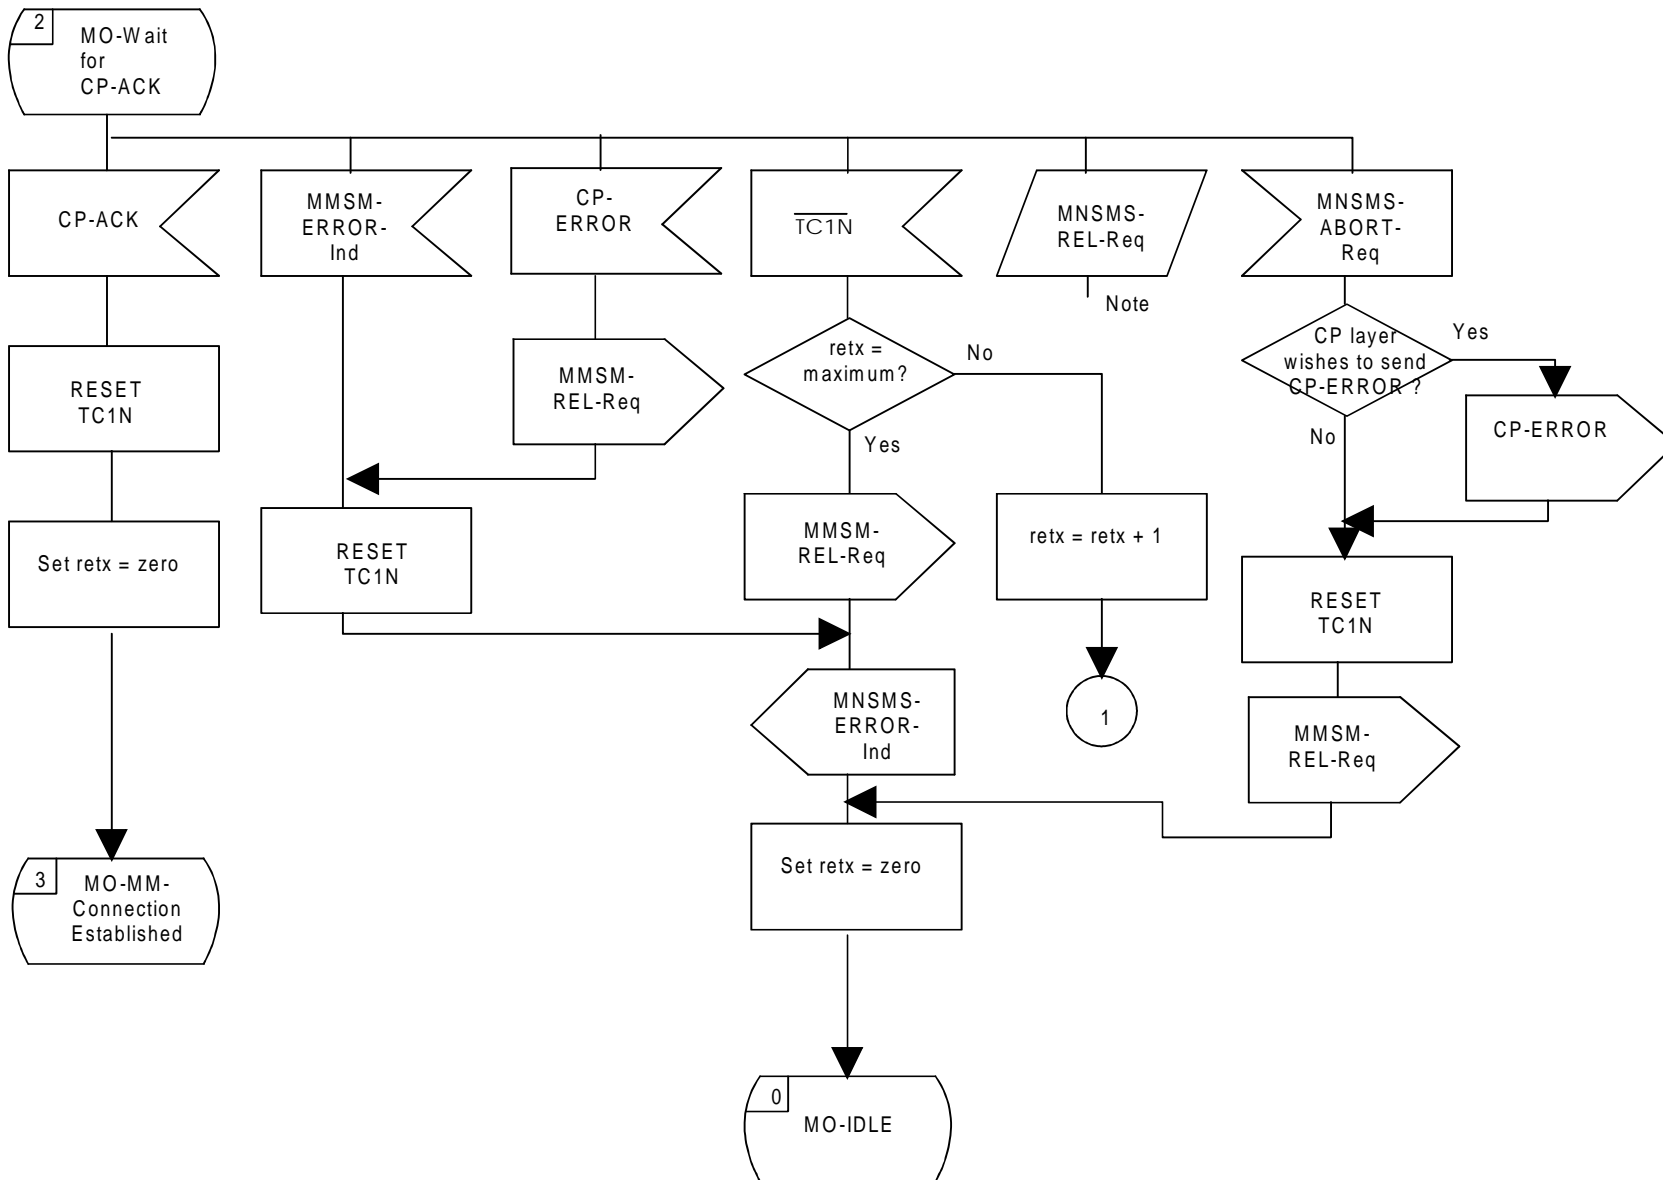 2
MO-Wait
for
CP-ACK
CP-ACK
MMSM-
ERROR-
Ind
CP-
ERROR
TC1N
MNSMS-
REL-Req
Note
MNSMS-
ABORT-
Req
RESET
TC1N
MMSM-
REL-Req
retx =
maximum?
No
Yes
CP layer
wishes to send
CP-ERROR ?
Yes
No
CP-ERROR
Set retx = zero
RESET
TC1N
MMSM-
REL-Req
retx = retx + 1
RESET
TC1N
MNSMS-
ERROR-
Ind
1
MMSM-
REL-Req
Set retx = zero
3
MO-MM-
Connection
Established
0
MO-IDLE